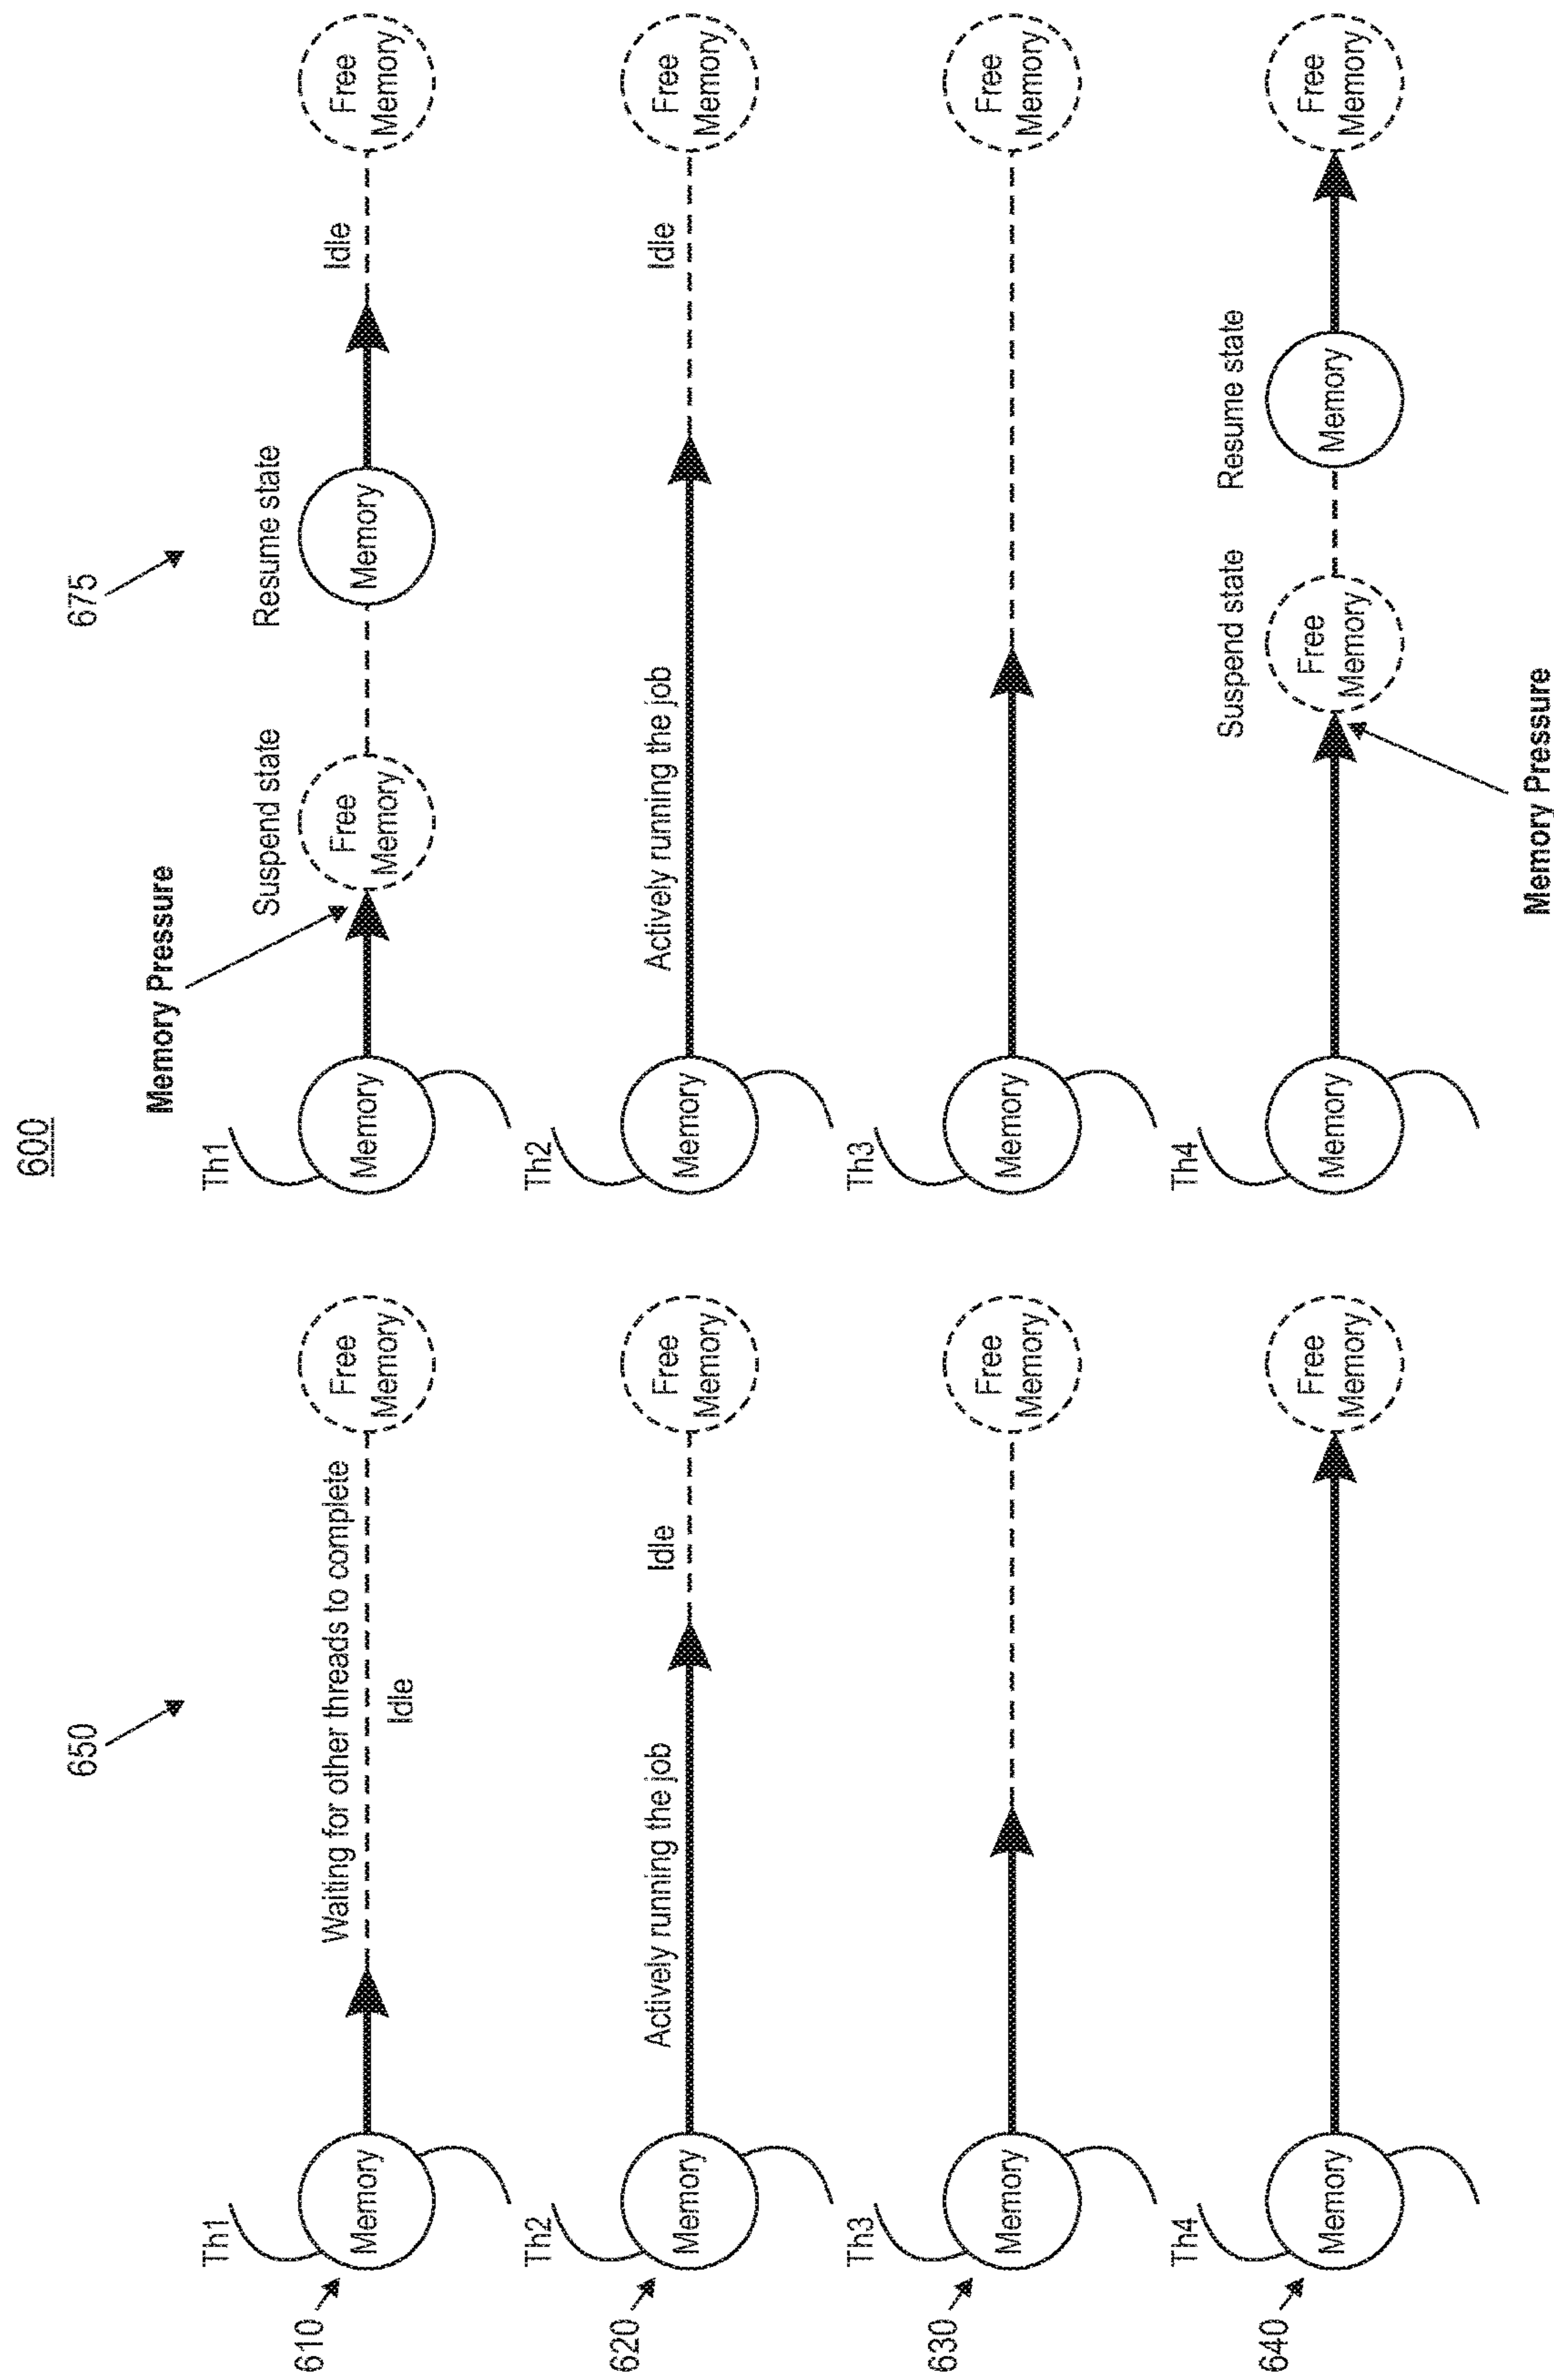 600
650
Th1
610
Memory
Waiting for other threads to complete
Idle
Free
Memory
Th2
620
Memory
Actively running the job
Idle
Free
Memory
Th3
630
Memory
Free
Memory
Th4
640
Memory
Free
Memory
675
Th1
Memory
Memory Pressure
Suspend state
Free
Memory
Resume state
Memory
Idle
Free
Memory
Th2
Memory
Actively running the job
Idle
Free
Memory
Th3
Memory
Free
Memory
Th4
Memory
Suspend state
Free
Memory
Memory Pressure
Resume state
Memory
Free
Memory